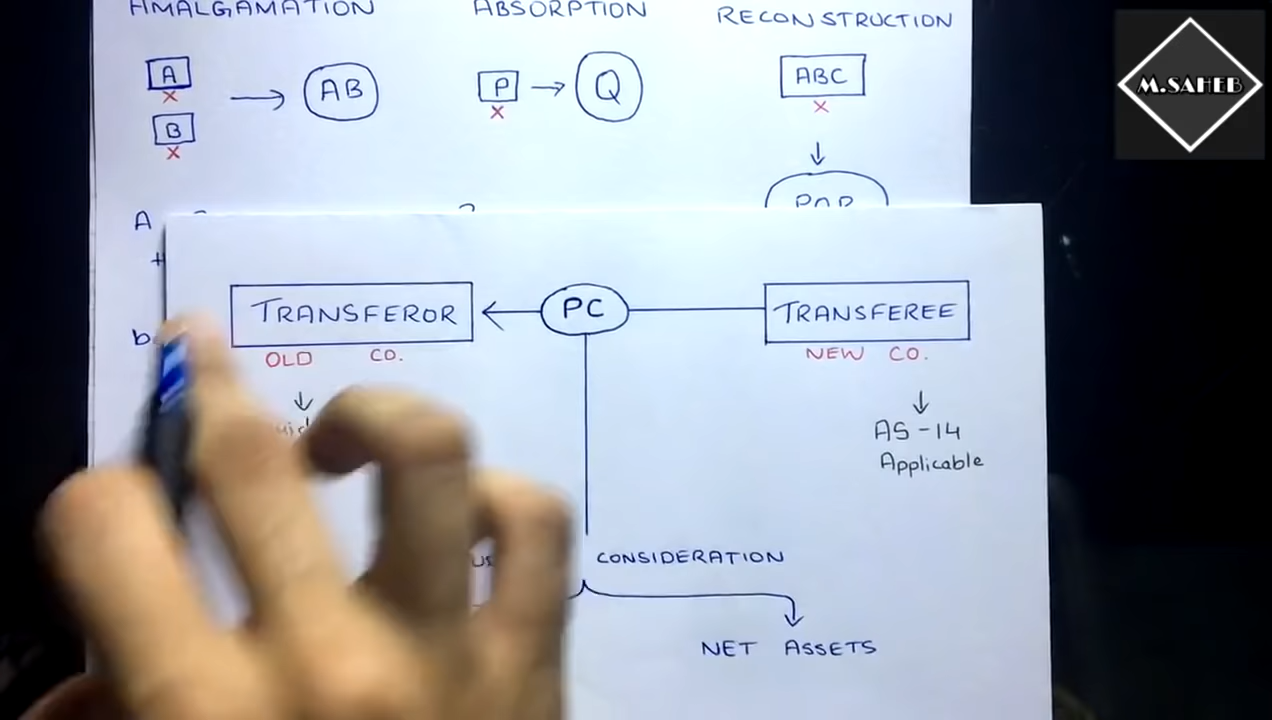 AMALGAMATION ABSORPTION RECONSTRUCTION
A
x
B
x
AB
P
x
Q
ABC
x
M.SAHEB
A
+
b
TRANSFEROR PC TRANSFEREE
OLD CO. NEW CO.
AS-14
Applicable
CONSIDERATION
NET ASSETS